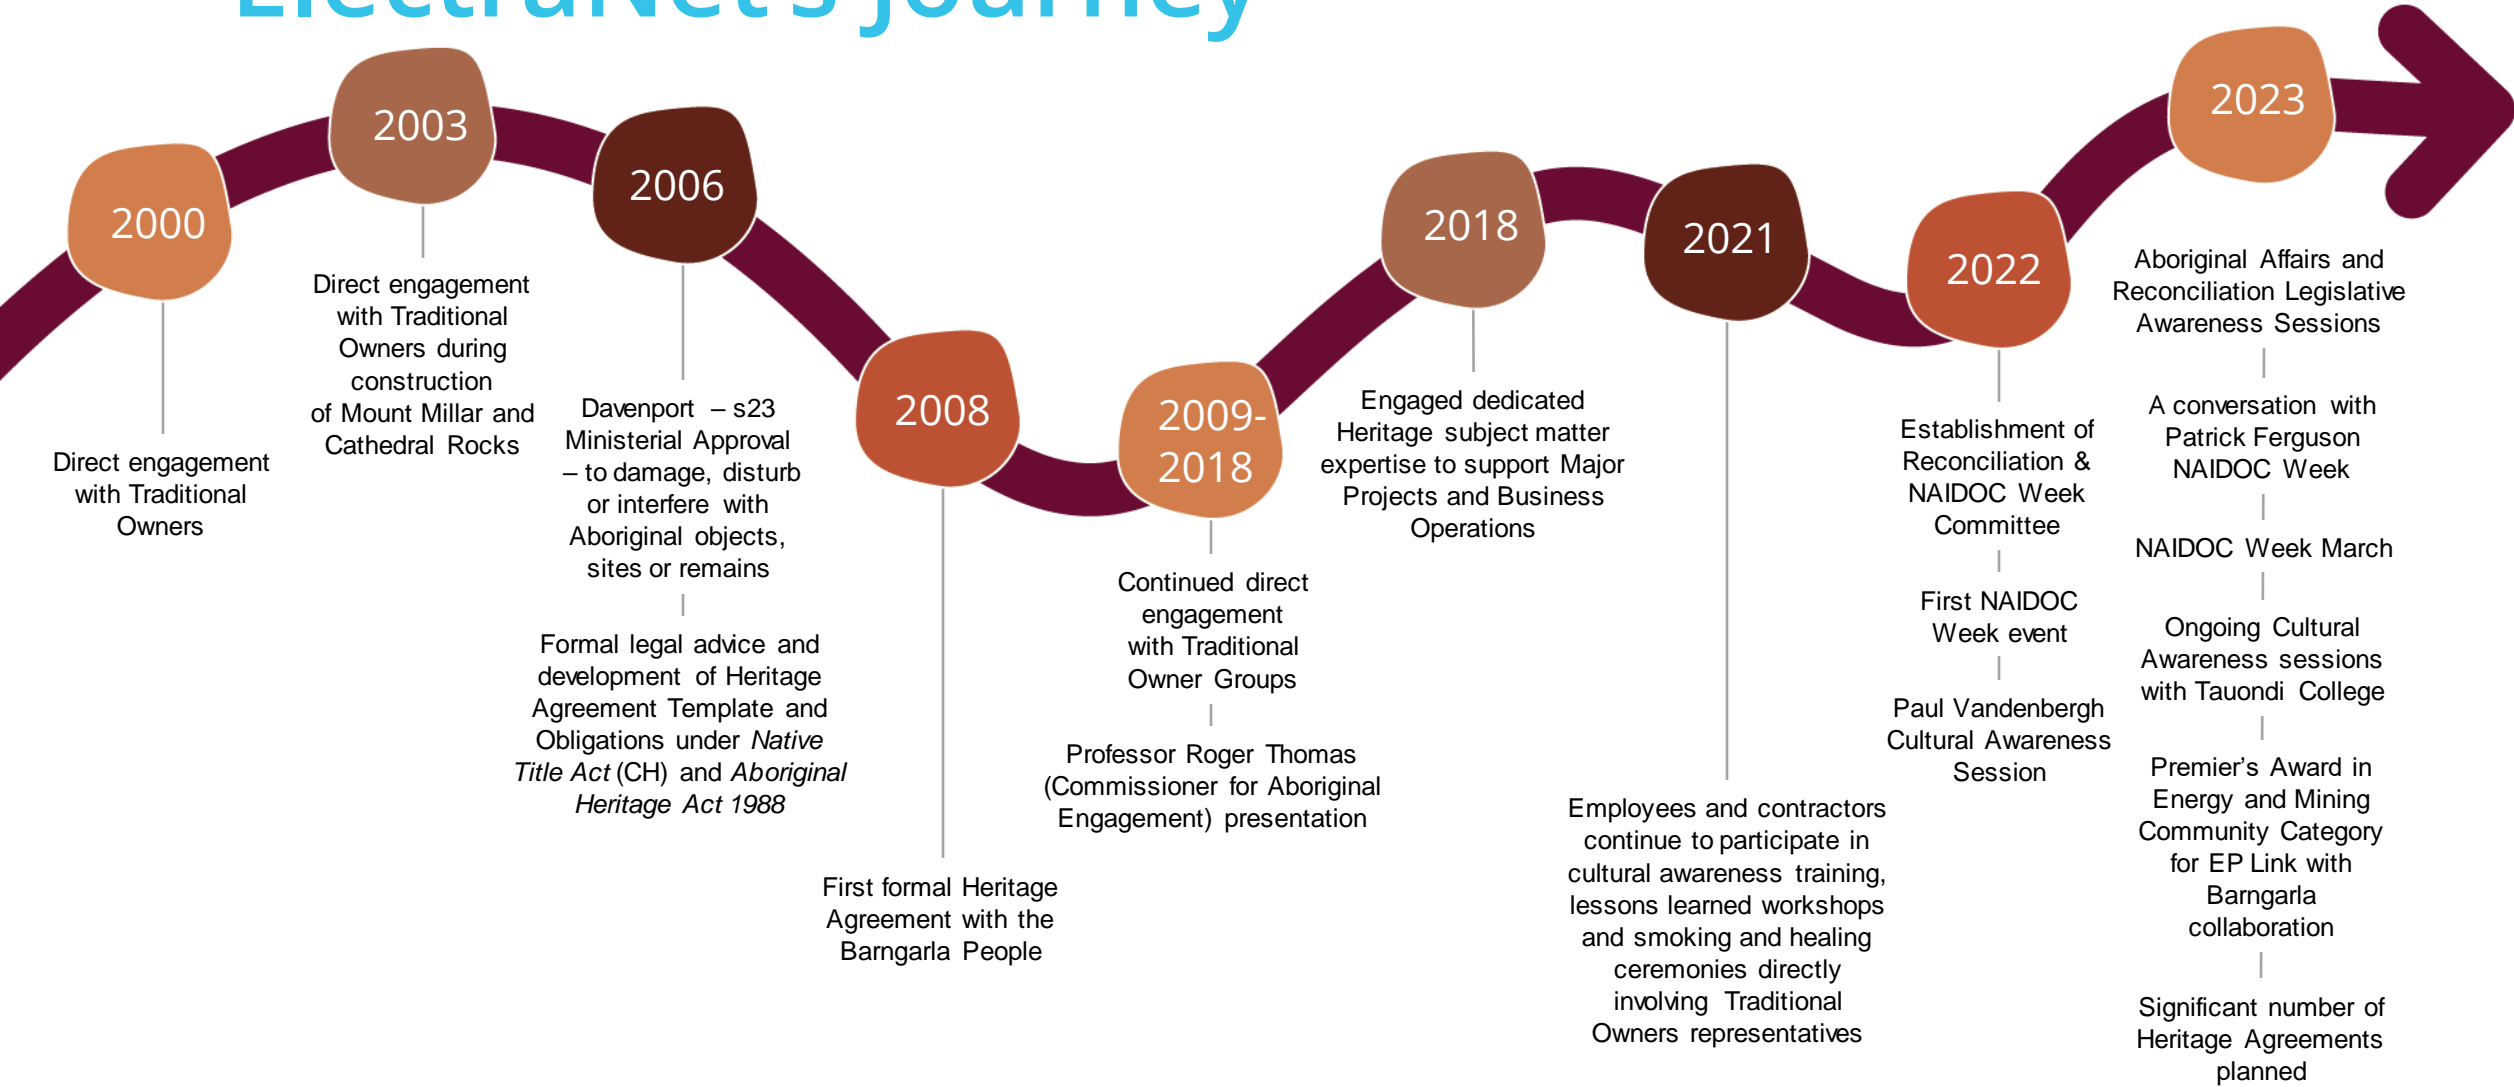 ElectraNet's Journey
2000
Direct engagement
with Traditional
Owners
2003
Direct engagement
with Traditional
Owners during
construction
of Mount Millar and
Cathedral Rocks
2006
Davenport – s23
Ministerial Approval
– to damage, disturb
or interfere with
Aboriginal objects,
sites or remains
Formal legal advice and
development of Heritage
Agreement Template and
Obligations under Native
Title Act (CH) and Aboriginal
Heritage Act 1988
2008
First formal Heritage
Agreement with the
Barngarla People
2009-
2018
Continued direct
engagement
with Traditional
Owner Groups
Professor Roger Thomas
(Commissioner for Aboriginal
Engagement) presentation
2018
Engaged dedicated
Heritage subject matter
expertise to support Major
Projects and Business
Operations
2021
Employees and contractors
continue to participate in
cultural awareness training,
lessons learned workshops
and smoking and healing
ceremonies directly
involving Traditional
Owners representatives
2022
Establishment of
Reconciliation &
NAIDOC Week
Committee
First NAIDOC
Week event
Paul Vandenbergh
Cultural Awareness
Session
2023
Aboriginal Affairs and
Reconciliation Legislative
Awareness Sessions
A conversation with
Patrick Ferguson
NAIDOC Week
NAIDOC Week March
Ongoing Cultural
Awareness sessions
with Tauondi College
Premier’s Award in
Energy and Mining
Community Category
for EP Link with
Barngarla
collaboration
Significant number of
Heritage Agreements
planned